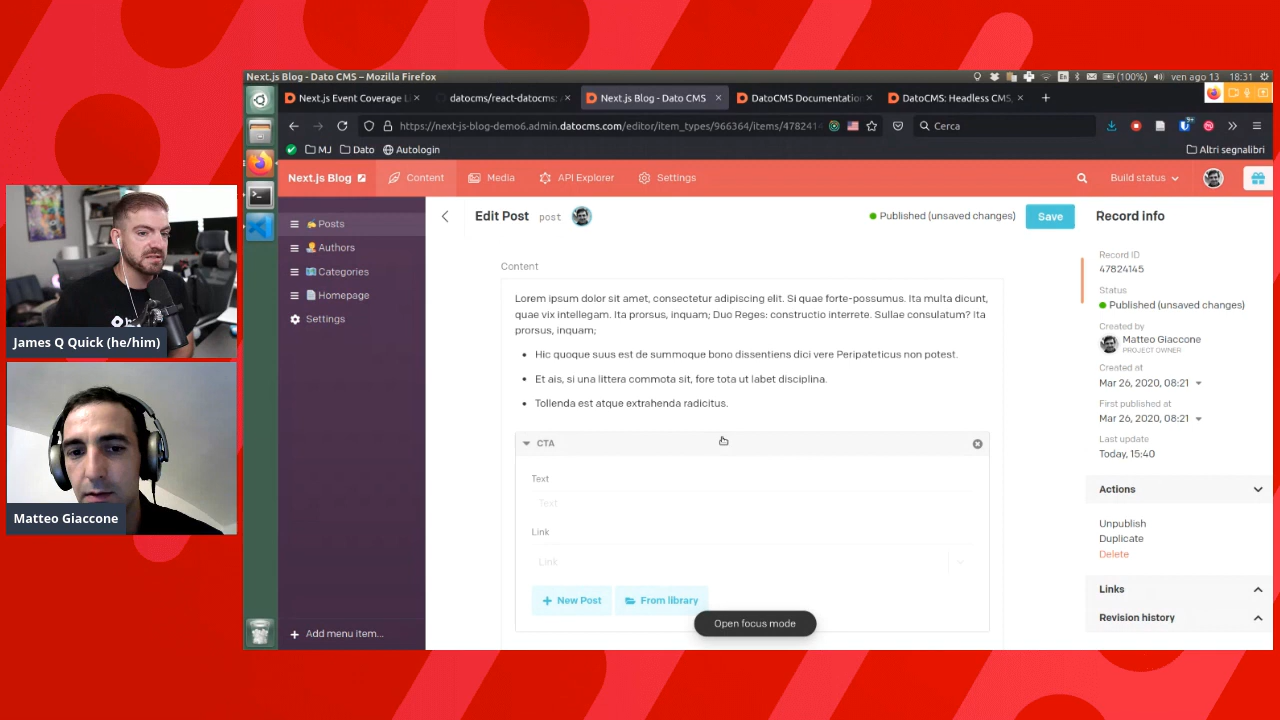 Next.js Blog - Dato CMS – Mozilla Firefox
En (100%) ven ago 13 18:31
Next.js Event Coverage L
datocms/react-datocms:
Next.js Blog - Dato CMS
DatoCMS Documentation
DatoCMS: Headless CMS,
https://next-js-blog-demo6.admin.datocms.com/editor/item_types/966364/items/478241
Cerca
MJ Dato Autologin Altri segnalibri
Next.js Blog Content Media API Explorer Settings Build status
Posts
Authors
Categories
Homepage
Settings
Add menu item...
Edit Post post Published (unsaved changes) Save
Content
Lorem ipsum dolor sit amet, consectetur adipiscing elit. Si quae forte-possumus. Ita multa dicunt,
quae vix intellegam. Ita prorsus, inquam; Duo Reges: constructio interrete. Sullae consulatum? Ita
prorsus, inquam;
Hic quoque suus est de summoque bono dissentiens dici vere Peripateticus non potest.
Et ais, si una littera commota sit, fore tota ut labet disciplina.
Tollenda est atque extrahenda radicitus.
CTA
Text
Text
Link
Link
New Post From library
Open focus mode
Record info
Record ID
47824145
Status
Published (unsaved changes)
Created by
Matteo Giaccone
PROJECT OWNER
Created at
Mar 26, 2020, 08:21
First published at
Mar 26, 2020, 08:21
Last update
Today, 15:40
Actions
Unpublish
Duplicate
Delete
Links
Revision history
James Q Quick (he/him)
Matteo Giaccone